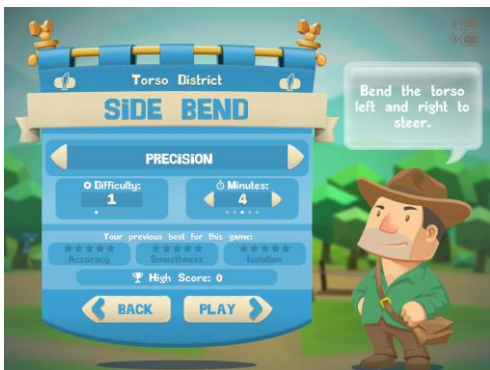 Torso District
SiDE BEND
PRECiSiON
Difficulty:
1
Minutes:
4
Your previous best for this game:
Accuracy
Smoothness
Isolation
High Score: 0
BACK
PLAY
Bend the torso
left and right to
steer.